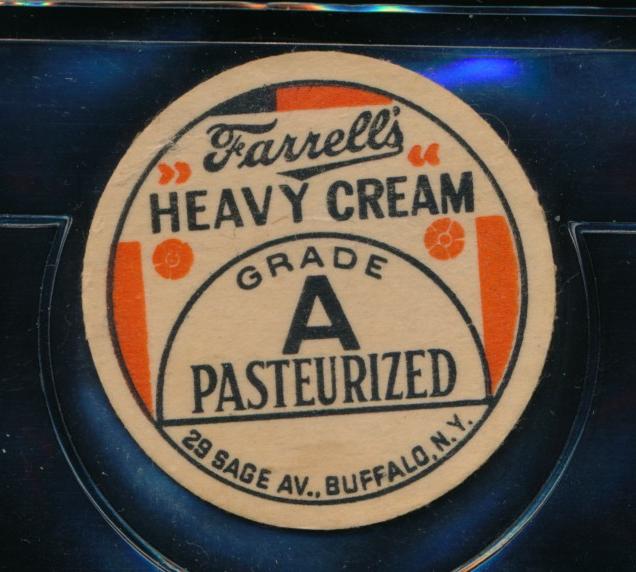 Farrell's
HEAVY CREAM
GRADE
A
PASTEURIZED
29 SAGE AV., BUFFALO, N.Y.